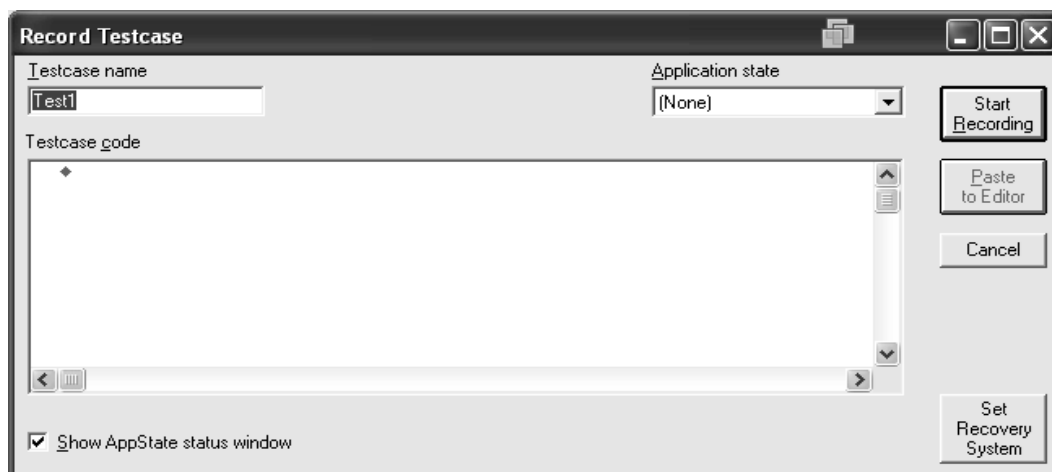 Record Testcase
Testcase name
Application state
Test1
(None)
Start
Recording
Testcase code
Paste
to Editor
Cancel
Set
Recovery
System
Show AppState status window